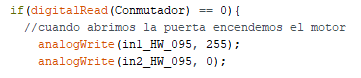 if(digitalRead(Conmutador) == 0){
//cuando abrimos la puerta encendemos el motor
analogWrite(in1_HW_095, 255);
analogWrite(in2_HW_095, 0);